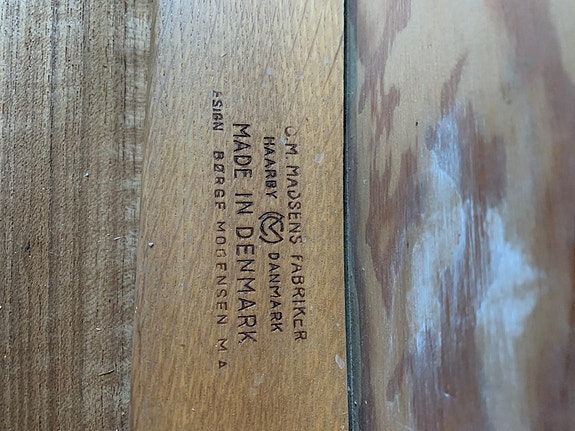 C.M. MADSENS FABRIKER
HAARBY DANMARK
MADE IN DENMARK
ESIGN BØRGE MOGENSEN M A